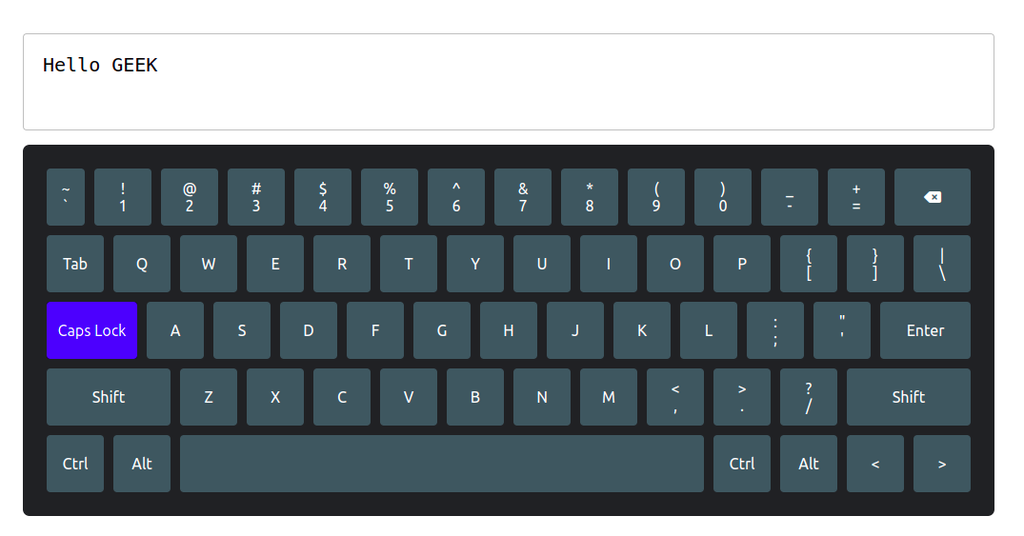 Hello GEEK
~ ! @ # $ % ^ & * ( ) _ +
` 1 2 3 4 5 6 7 8 9 0 - =
Tab Q W E R T Y U I O P { } |
[ ] \
Caps Lock A S D F G H J K L : " Enter
; '
Shift Z X C V B N M < > ? Shift
, . /
Ctrl Alt Ctrl Alt < >